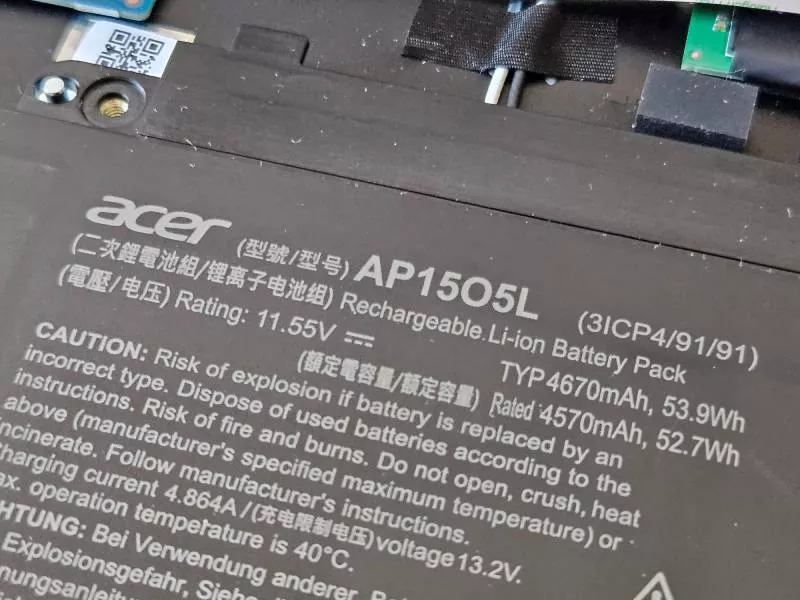 acer (型號/型号) AP15O5L (3ICP4/91/91)
(二次鋰電池組/锂离子电池组) Rechargeable Li-ion Battery Pack
(電壓/电压) Rating: 11.55V TYP 4670mAh, 53.9Wh
(額定電容量/額定容量) Rated 4570mAh, 52.7Wh
CAUTION: Risk of explosion if battery is replaced by an
incorrect type. Dispose of used batteries according to the
instructions. Risk of fire and burns. Do not open, crush, heat
above (manufacturer's specified maximum temperature) or
incinerate. Follow manufacturer's instructions.
harging current 4.864A/(充电限制电压)voltage13.2V.
ax. operation temperature is 40°C.
HTUNG: Bei Verwendung anderer
Explosionsgefahr, Siehe
nungsanleitung